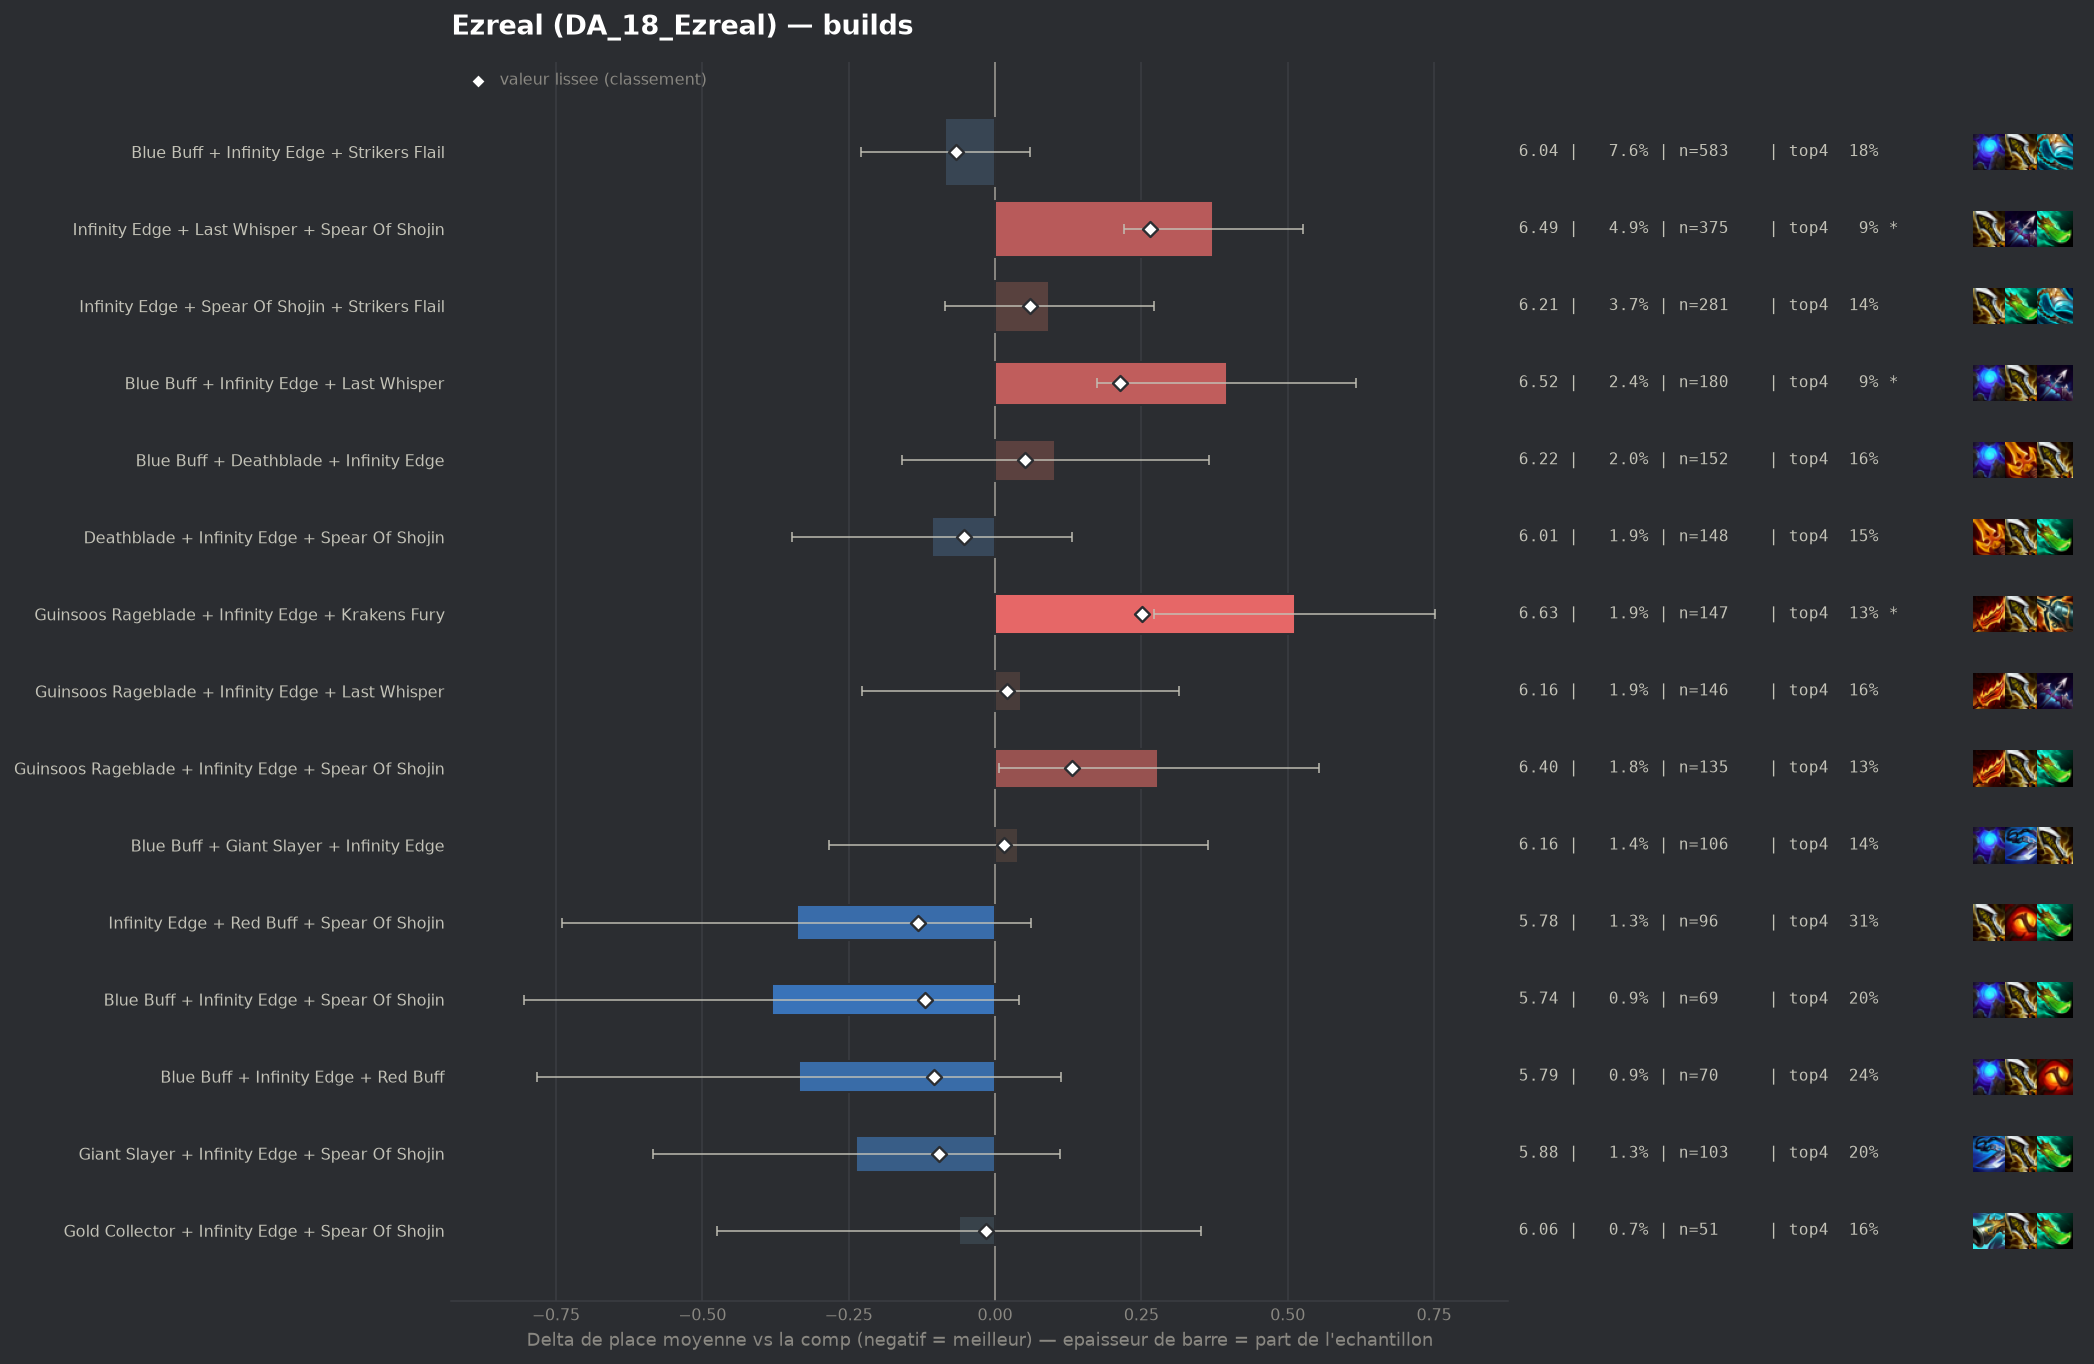 Ezreal (DA_18_Ezreal) — builds
valeur lissee (classement)
Blue Buff + Infinity Edge + Strikers Flail 6.04 | 7.6% | n=583 | top4 18%
Infinity Edge + Last Whisper + Spear Of Shojin 6.49 | 4.9% | n=375 | top4 9% *
Infinity Edge + Spear Of Shojin + Strikers Flail 6.21 | 3.7% | n=281 | top4 14%
Blue Buff + Infinity Edge + Last Whisper 6.52 | 2.4% | n=180 | top4 9% *
Blue Buff + Deathblade + Infinity Edge 6.22 | 2.0% | n=152 | top4 16%
Deathblade + Infinity Edge + Spear Of Shojin 6.01 | 1.9% | n=148 | top4 15%
Guinsoos Rageblade + Infinity Edge + Krakens Fury 6.63 | 1.9% | n=147 | top4 13% *
Guinsoos Rageblade + Infinity Edge + Last Whisper 6.16 | 1.9% | n=146 | top4 16%
Guinsoos Rageblade + Infinity Edge + Spear Of Shojin 6.40 | 1.8% | n=135 | top4 13%
Blue Buff + Giant Slayer + Infinity Edge 6.16 | 1.4% | n=106 | top4 14%
Infinity Edge + Red Buff + Spear Of Shojin 5.78 | 1.3% | n=96 | top4 31%
Blue Buff + Infinity Edge + Spear Of Shojin 5.74 | 0.9% | n=69 | top4 20%
Blue Buff + Infinity Edge + Red Buff 5.79 | 0.9% | n=70 | top4 24%
Giant Slayer + Infinity Edge + Spear Of Shojin 5.88 | 1.3% | n=103 | top4 20%
Gold Collector + Infinity Edge + Spear Of Shojin 6.06 | 0.7% | n=51 | top4 16%
−0.75 −0.50 −0.25 0.00 0.25 0.50 0.75
Delta de place moyenne vs la comp (negatif = meilleur) — epaisseur de barre = part de l'echantillon